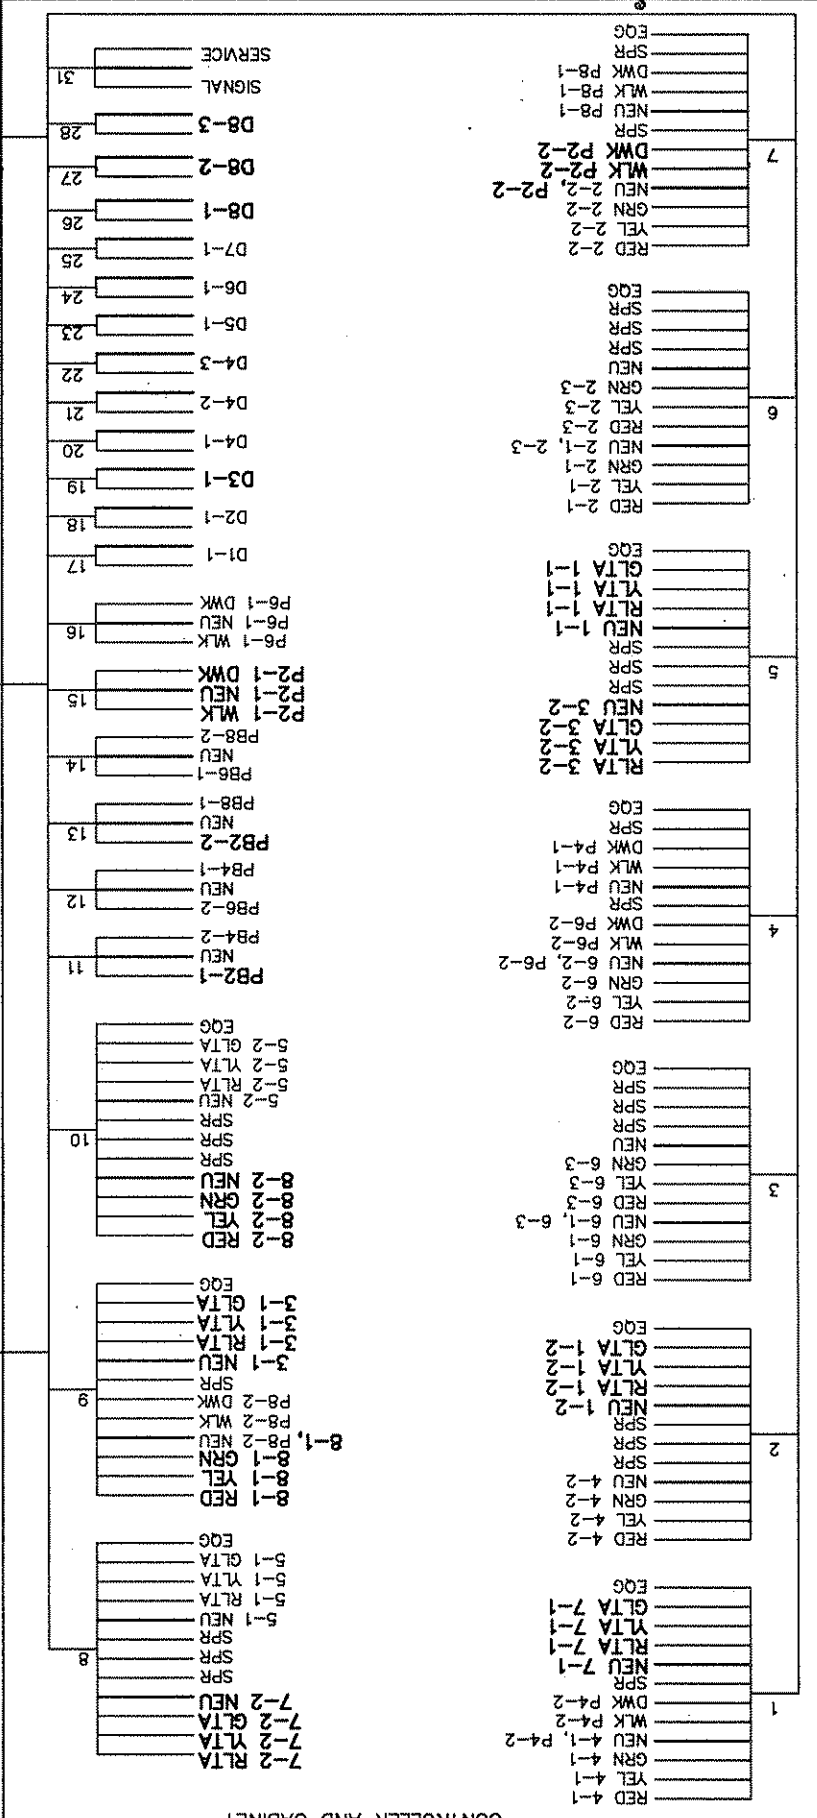 CONTROLLER AND CABINET
1
RED 4-1
YEL 4-1
GRN 4-1
NEU 4-1, P4-2
WLK P4-2
DWK P4-2
SPR
NEU 7-1
RLTA 7-1
YLTA 7-1
GLTA 7-1
EQG
2
RED 4-2
YEL 4-2
GRN 4-2
NEU 4-2
SPR
SPR
SPR
NEU 1-2
RLTA 1-2
YLTA 1-2
GLTA 1-2
EQG
3
RED 6-1
YEL 6-1
GRN 6-1
NEU 6-1, 6-3
RED 6-3
YEL 6-3
GRN 6-3
NEU
SPR
SPR
SPR
EQG
4
RED 6-2
YEL 6-2
GRN 6-2
NEU 6-2, P6-2
WLK P6-2
DWK P6-2
SPR
NEU P4-1
WLK P4-1
DWK P4-1
SPR
EQG
5
RLTA 3-2
YLTA 3-2
GLTA 3-2
NEU 3-2
SPR
SPR
SPR
NEU 1-1
RLTA 1-1
YLTA 1-1
GLTA 1-1
EQG
6
RED 2-1
YEL 2-1
GRN 2-1
NEU 2-1, 2-3
RED 2-3
YEL 2-3
GRN 2-3
NEU
SPR
SPR
SPR
EQG
7
RED 2-2
YEL 2-2
GRN 2-2
NEU 2-2, P2-2
WLK P2-2
DWK P2-2
SPR
NEU P8-1
WLK P8-1
DWK P8-1
SPR
EQG
8
7-2 RLTA
7-2 YLTA
7-2 GLTA
7-2 NEU
SPR
SPR
SPR
5-1 NEU
5-1 RLTA
5-1 YLTA
5-1 GLTA
EQG
9
8-1 RED
8-1 YEL
8-1 GRN
8-1, P8-2 NEU
P8-2 WLK
P8-2 DWK
SPR
3-1 NEU
3-1 RLTA
3-1 YLTA
3-1 GLTA
EQG
10
8-2 RED
8-2 YEL
8-2 GRN
8-2 NEU
SPR
SPR
SPR
5-2 NEU
5-2 RLTA
5-2 YLTA
5-2 GLTA
EQG
11
PB2-1
NEU
PB4-2
12
PB6-2
NEU
PB4-1
13
PB2-2
NEU
PB8-1
14
PB6-1
NEU
PB8-2
15
P2-1 WLK
P2-1 NEU
P2-1 DWK
16
P6-1 WLK
P6-1 NEU
P6-1 DWK
17 D1-1
18 D2-1
19 D3-1
20 D4-1
21 D4-2
22 D4-3
23 D5-1
24 D6-1
25 D7-1
26 D8-1
27 D8-2
28 D8-3
31
SIGNAL
SERVICE